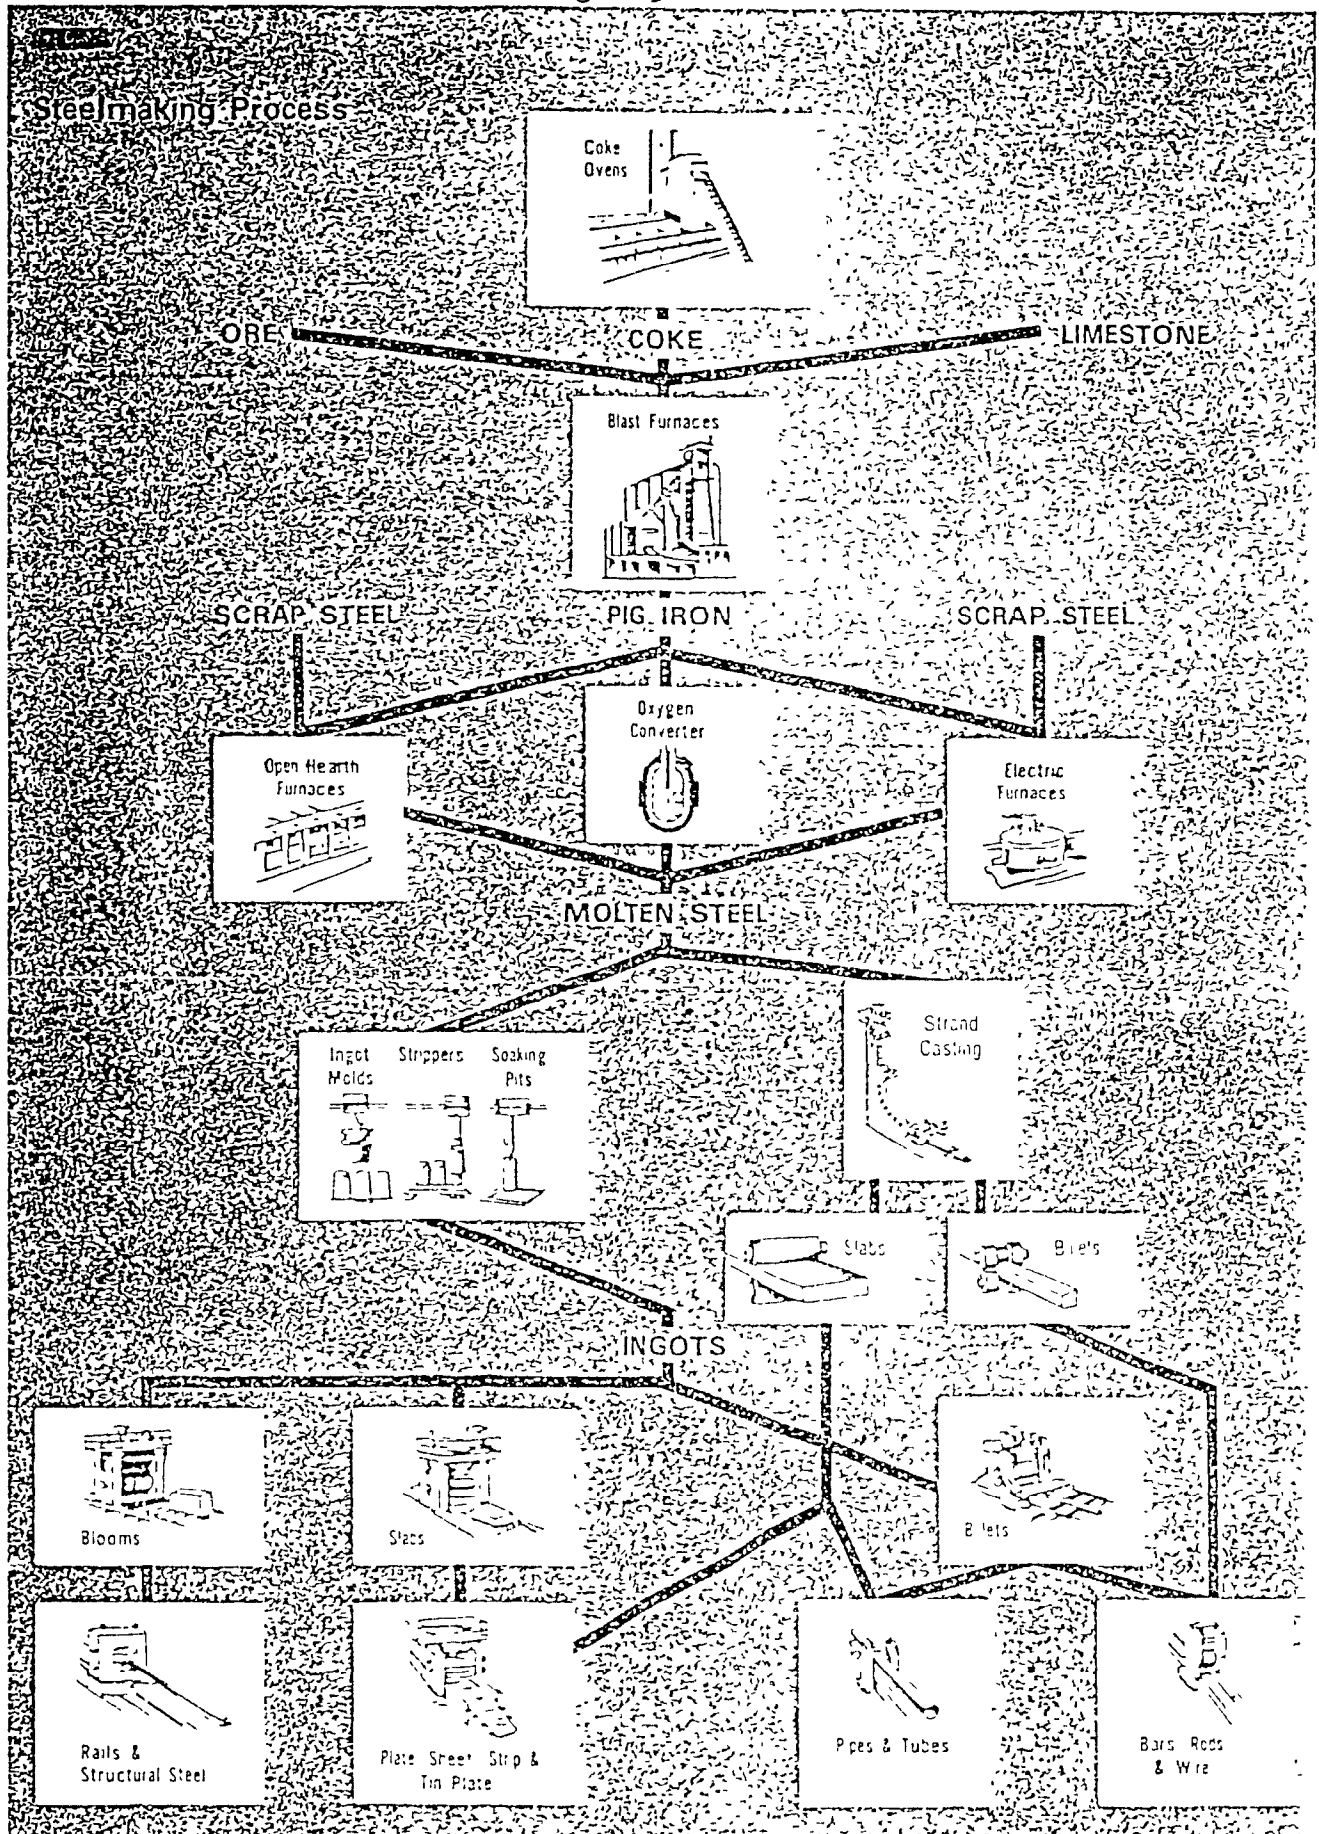 Steelmaking Process
Coke
Ovens
ORE
COKE
LIMESTONE
Blast Furnaces
SCRAP STEEL
PIG IRON
SCRAP STEEL
Oxygen
Converter
Open Hearth
Furnaces
Electric
Furnaces
MOLTEN STEEL
Ingot
Molds
Strippers
Soaking
Pits
Strand
Casting
Slabs
Billets
INGOTS
Blooms
Slabs
Billets
Rails &
Structural Steel
Plate Sheet Strip &
Tin Plate
Pipes & Tubes
Bars Rods
& Wire